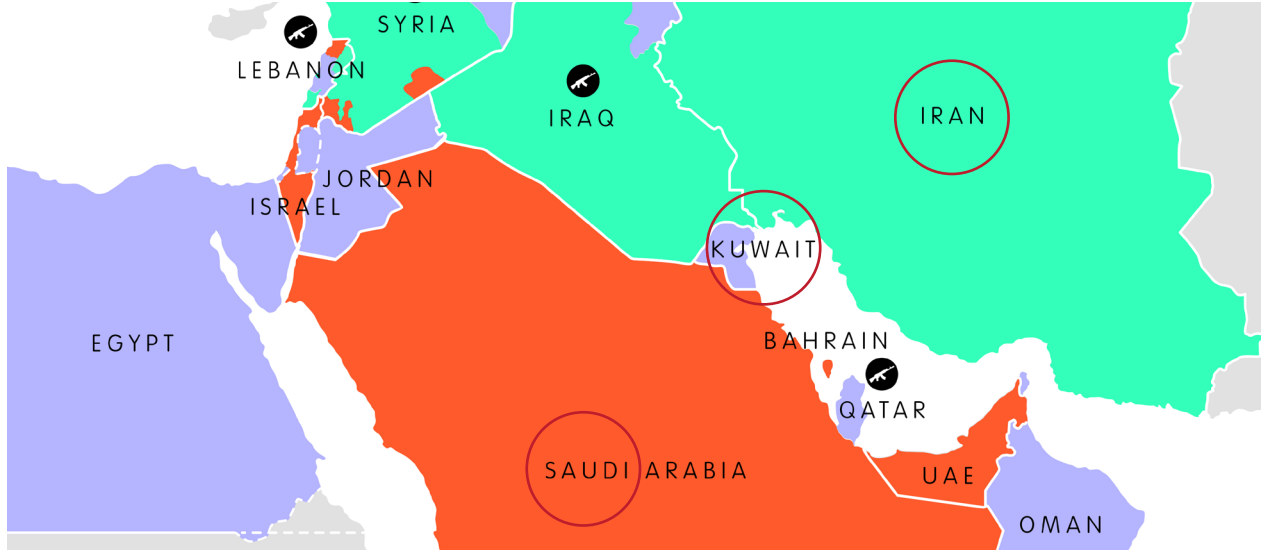 SYRIA
LEBANON
IRAQ
IRAN
JORDAN
ISRAEL
KUWAIT
EGYPT
BAHRAIN
QATAR
SAUDI ARABIA
UAE
OMAN